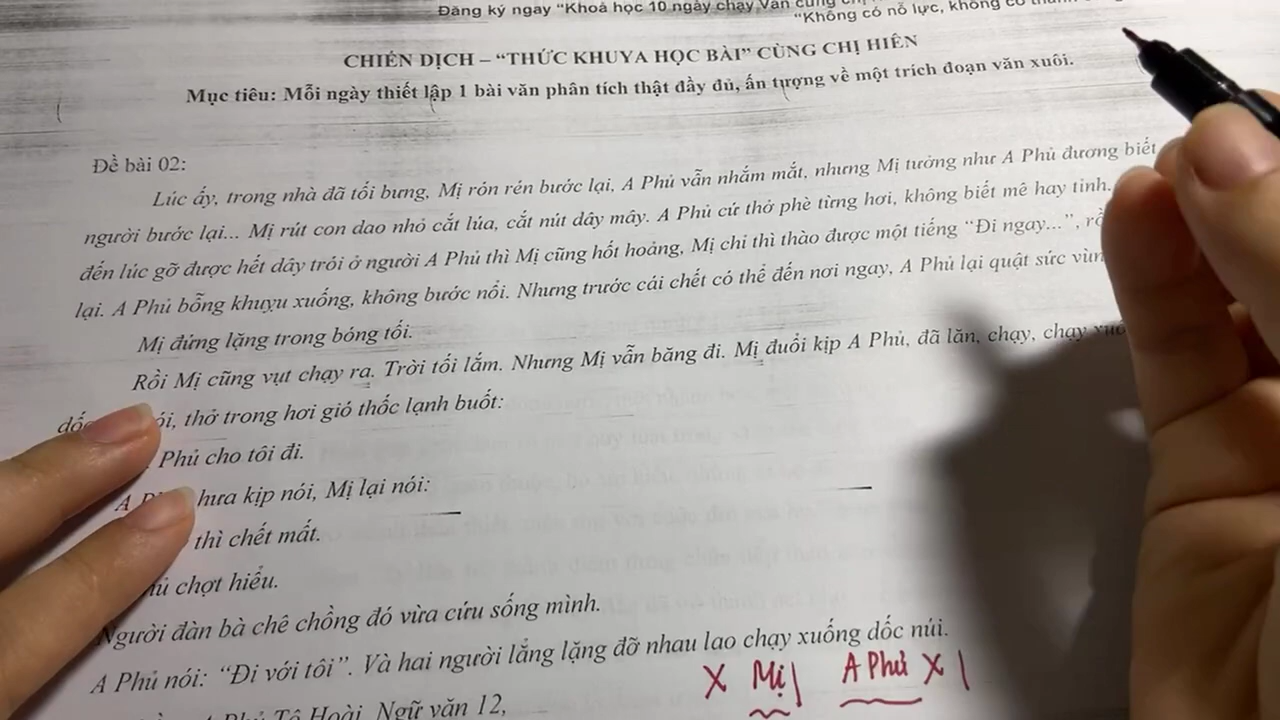 Đăng ký ngay “Khoá học 10 ngày chạy Văn cùng
“Không có nỗ lực, không có
CHIẾN DỊCH – “THỨC KHUYA HỌC BÀI” CÙNG CHỊ HIÊN
Mục tiêu: Mỗi ngày thiết lập 1 bài văn phân tích thật đầy đủ, ấn tượng về một trích đoạn văn xuôi.
Đề bài 02:
Lúc ấy, trong nhà đã tối bưng, Mị rón rén bước lại, A Phủ vẫn nhắm mắt, nhưng Mị tưởng như A Phủ đương biết
người bước lại... Mị rút con dao nhỏ cắt lúa, cắt nút dây mây. A Phủ cứ thở phè từng hơi, không biết mê hay tỉnh.
đến lúc gỡ được hết dây trói ở người A Phủ thì Mị cũng hốt hoảng, Mị chỉ thì thào được một tiếng “Đi ngay...”,
lại. A Phủ bỗng khuỵu xuống, không bước nổi. Nhưng trước cái chết có thể đến nơi ngay, A Phủ lại quật sức
Mị đứng lặng trong bóng tối.
Rồi Mị cũng vụt chạy ra. Trời tối lắm. Nhưng Mị vẫn băng đi. Mị đuổi kịp A Phủ, đã lăn, chạy, chạy
thở trong hơi gió thốc lạnh buốt:
Phủ cho tôi đi.
A kịp nói, Mị lại nói:
thì chết mất.
chợt hiểu.
Người đàn bà chê chồng đó vừa cứu sống mình.
A Phủ nói: “Đi với tôi”. Và hai người lẳng lặng đỡ nhau lao chạy xuống dốc núi.
X Mị | A Phủ X |
A Phủ Tô Hoài, Ngữ văn 12,